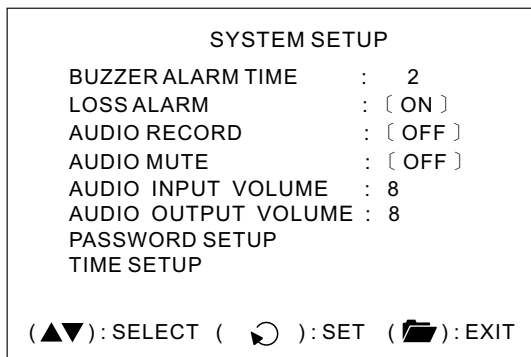 SYSTEM SETUP
BUZZER ALARM TIME : 2
LOSS ALARM : 〔 ON 〕
AUDIO RECORD : 〔 OFF 〕
AUDIO MUTE : 〔 OFF 〕
AUDIO INPUT VOLUME : 8
AUDIO OUTPUT VOLUME : 8
PASSWORD SETUP
TIME SETUP
(▲▼) : SELECT ( ) : SET ( ) : EXIT